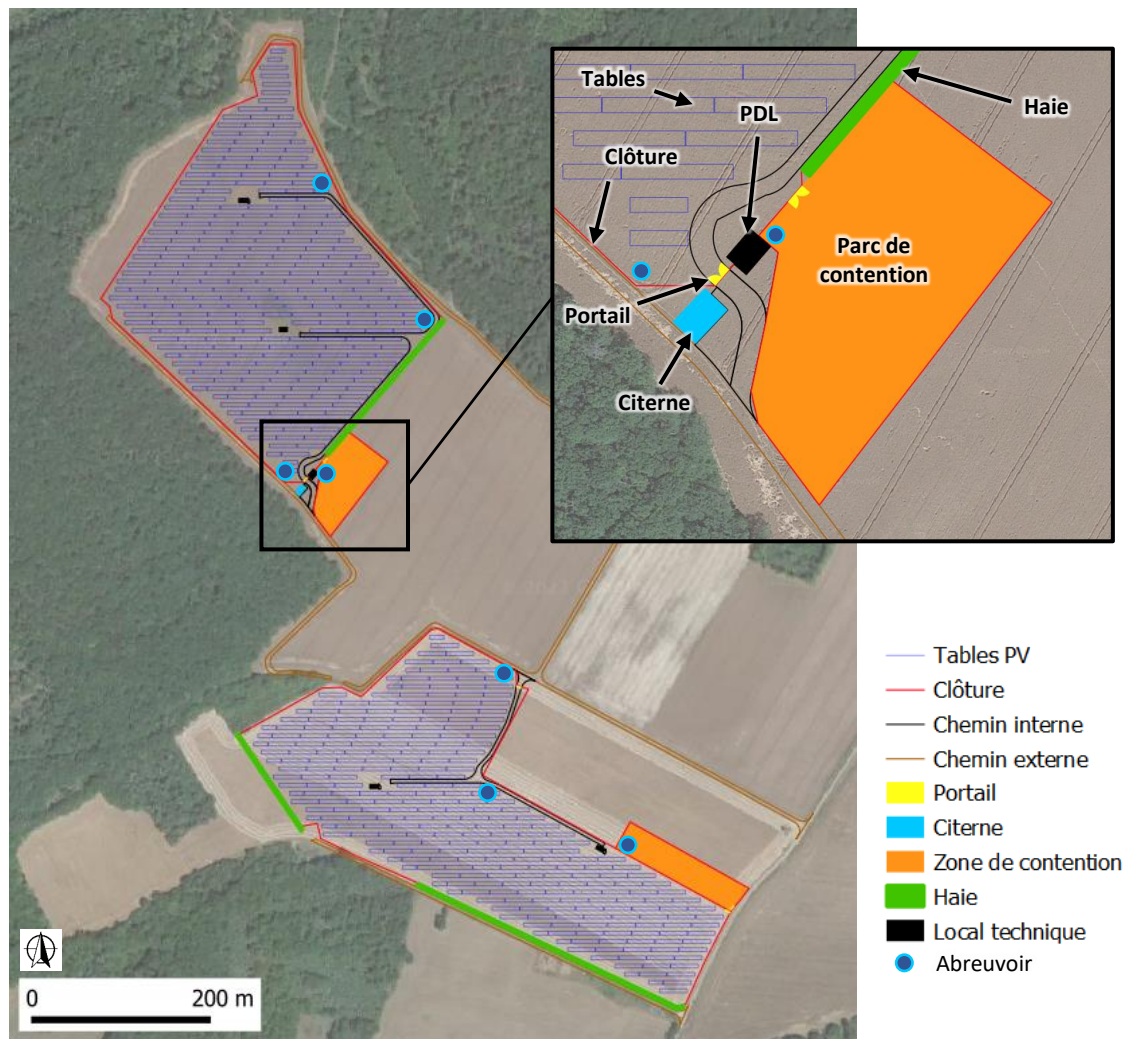 Tables
PDL
Haie
Clôture
Parc de
contention
Portail
Citerne
Tables PV
Clôture
Chemin interne
Chemin externe
Portail
Citerne
Zone de contention
Haie
Local technique
Abreuvoir
0
200 m